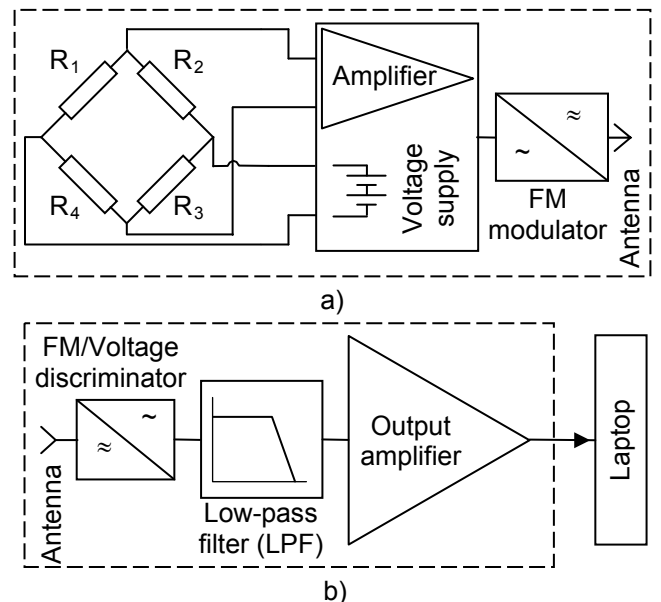 R1
R2
R4
R3
Amplifier
Voltage
supply
≈
~
FM
modulator
Antenna
a)
FM/Voltage
discriminator
~
≈
Antenna
Low-pass
filter (LPF)
Output
amplifier
Laptop
b)